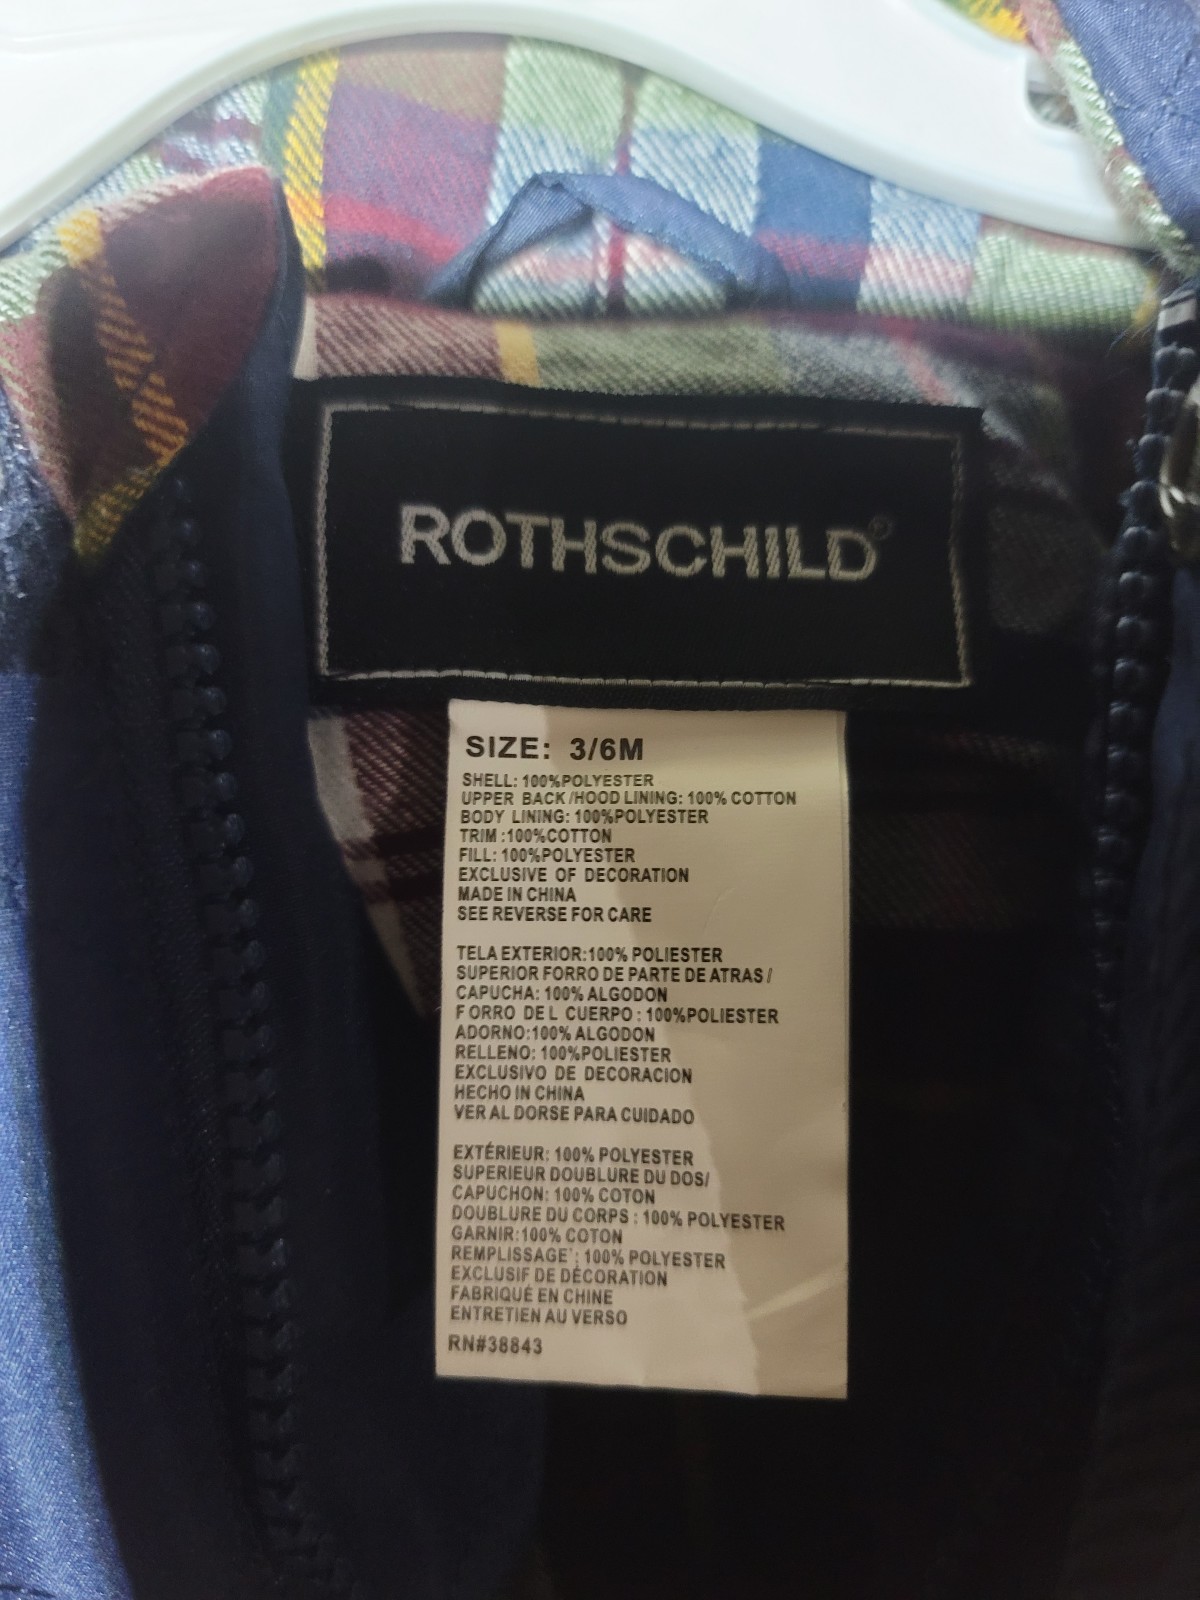 ROTHSCHILD®
SIZE: 3/6M
SHELL: 100%POLYESTER
UPPER BACK/HOOD LINING: 100% COTTON
BODY LINING: 100%POLYESTER
TRIM:100%COTTON
FILL: 100%POLYESTER
EXCLUSIVE OF DECORATION
MADE IN CHINA
SEE REVERSE FOR CARE
TELA EXTERIOR:100% POLIESTER
SUPERIOR FORRO DE PARTE DE ATRAS/
CAPUCHA: 100% ALGODON
FORRO DEL CUERPO: 100%POLIESTER
ADORNO:100% ALGODON
RELLENO: 100%POLIESTER
EXCLUSIVO DE DECORACION
HECHO IN CHINA
VER AL DORSE PARA CUIDADO
EXTÉRIEUR: 100% POLYESTER
SUPERIEUR DOUBLURE DU DOS/
CAPUCHON: 100% COTON
DOUBLURE DU CORPS: 100% POLYESTER
GARNIR:100% COTON
REMPLISSAGE: 100% POLYESTER
EXCLUSIF DE DÉCORATION
FABRIQUÉ EN CHINE
ENTRETIEN AU VERSO
RN#38843